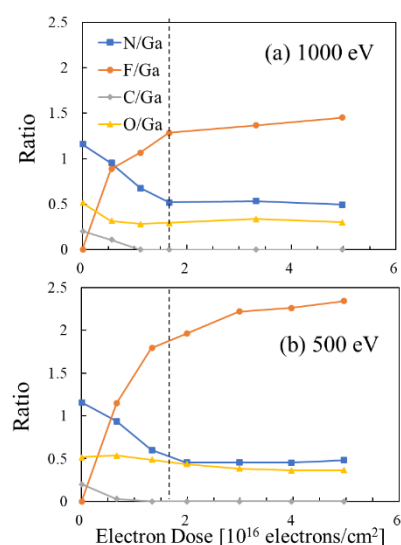 2.5
2
1.5
1
0.5
0
Ratio
N/Ga
F/Ga
C/Ga
O/Ga
(a) 1000 eV
0
2
4
6
2.5
2
1.5
1
0.5
0.0
Ratio
(b) 500 eV
0
2
4
6
Electron Dose [10¹⁶ electrons/cm²]